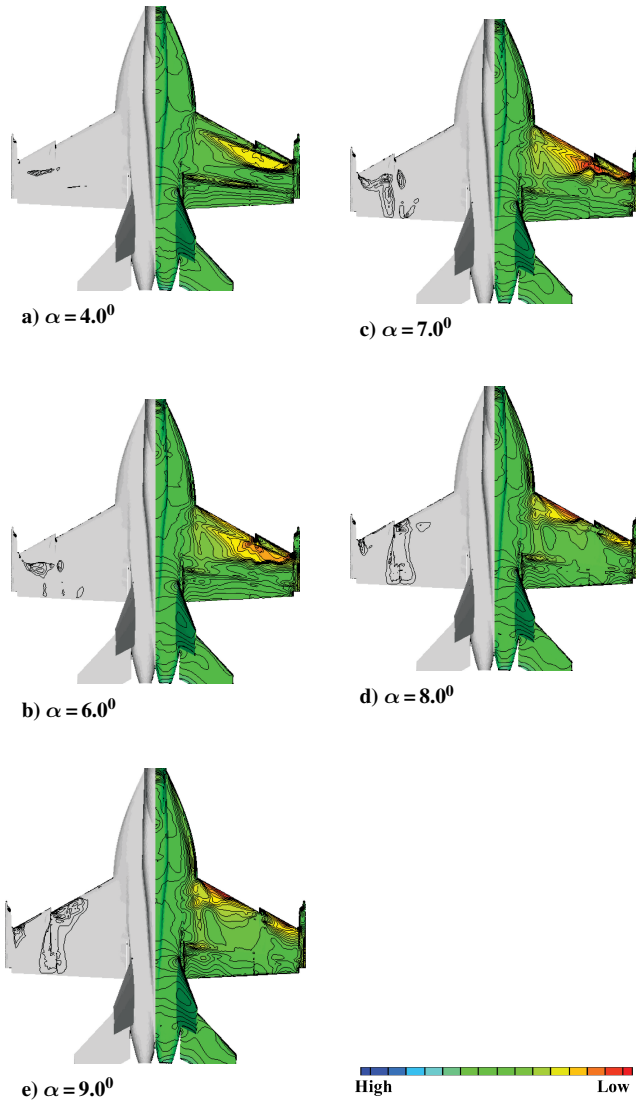 a) α = 4.0⁰
c) α = 7.0⁰
b) α = 6.0⁰
d) α = 8.0⁰
e) α = 9.0⁰
High Low